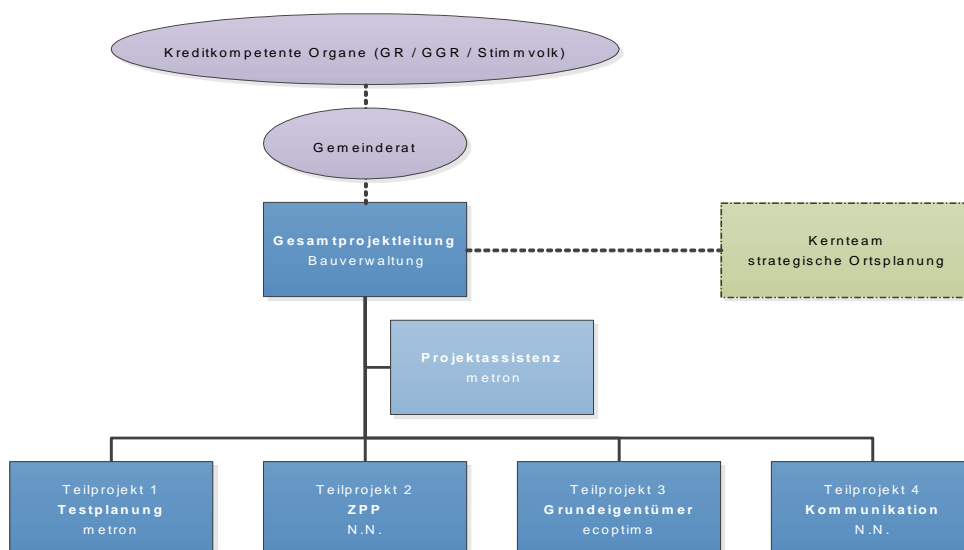 Kreditkompetente Organe (GR / GGR / Stimmvolk)
Gemeinderat
Gesamtprojektleitung
Bauverwaltung
Kernteam
strategische Ortsplanung
Projektassistenz
metron
Teilprojekt 1
Testplanung
metron
Teilprojekt 2
ZPP
N.N.
Teilprojekt 3
Grundeigentümer
ecoptima
Teilprojekt 4
Kommunikation
N.N.